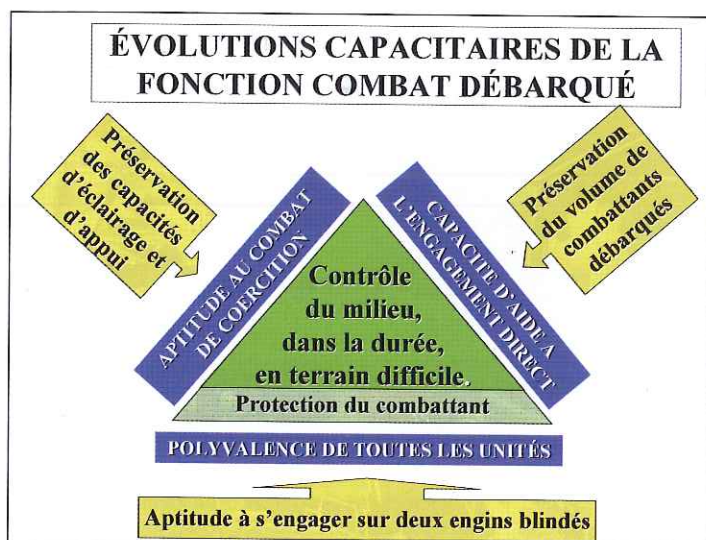 ÉVOLUTIONS CAPACITAIRES DE LA
FONCTION COMBAT DÉBARQUÉ
Préservation
des capacités
d'éclairage et
d'appui
APTITUDE AU COMBAT
DE COERCITION
CAPACITE D'AIDE A
L'ENGAGEMENT DIRECT
Préservation
du volume de
combattants
débarqués
Contrôle
du milieu,
dans la durée,
en terrain difficile.
Protection du combattant
POLYVALENCE DE TOUTES LES UNITÉS
Aptitude à s'engager sur deux engins blindés